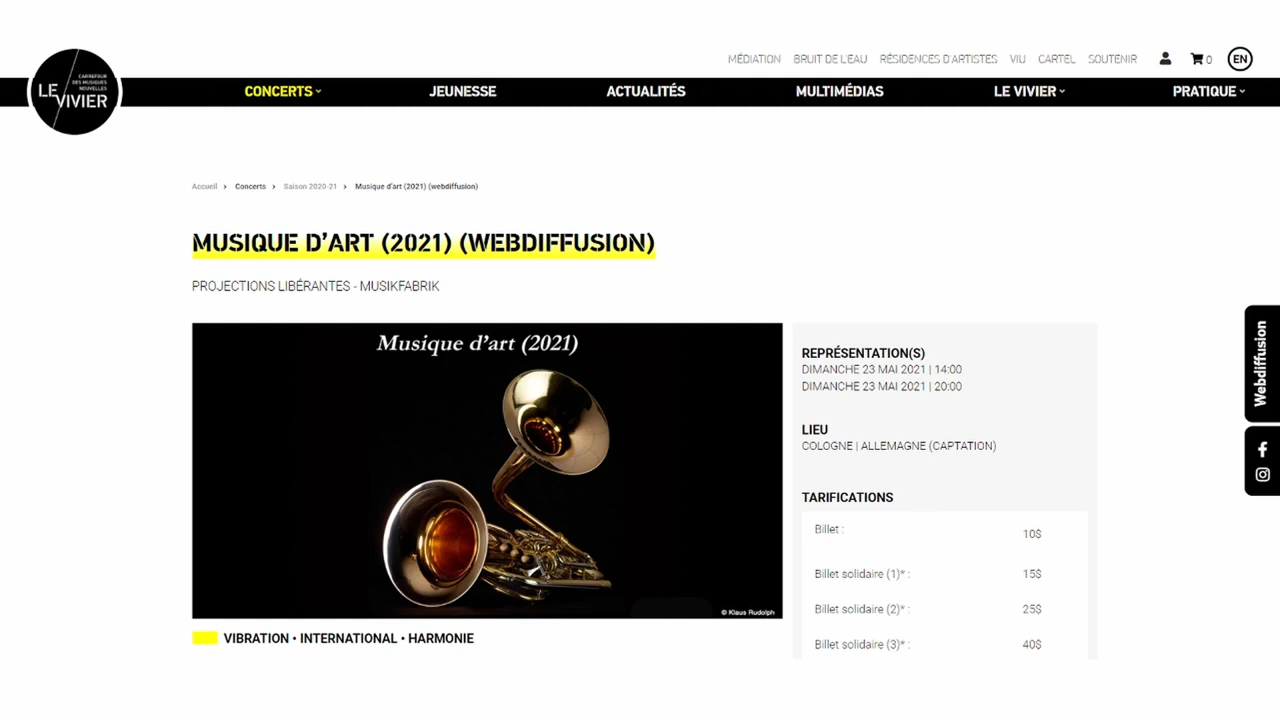 MÉDIATION BRUIT DE L'EAU RÉSIDENCES D'ARTISTES VIU CARTEL SOUTENIR 0 EN
CARREFOUR
DES MUSIQUES
NOUVELLES
LE
VIVIER
CONCERTS JEUNESSE ACTUALITÉS MULTIMÉDIAS LE VIVIER PRATIQUE
Accueil > Concerts > Saison 2020-21 > Musique d'art (2021) (webdiffusion)
MUSIQUE D'ART (2021) (WEBDIFFUSION)
PROJECTIONS LIBÉRANTES - MUSIKFABRIK
Musique d'art (2021)
© Klaus Rudolph
VIBRATION • INTERNATIONAL • HARMONIE
REPRÉSENTATION(S)
DIMANCHE 23 MAI 2021 | 14:00
DIMANCHE 23 MAI 2021 | 20:00
LIEU
COLOGNE | ALLEMAGNE (CAPTATION)
TARIFICATIONS
Billet : 10$
Billet solidaire (1)* : 15$
Billet solidaire (2)* : 25$
Billet solidaire (3)* : 40$
Webdiffusion